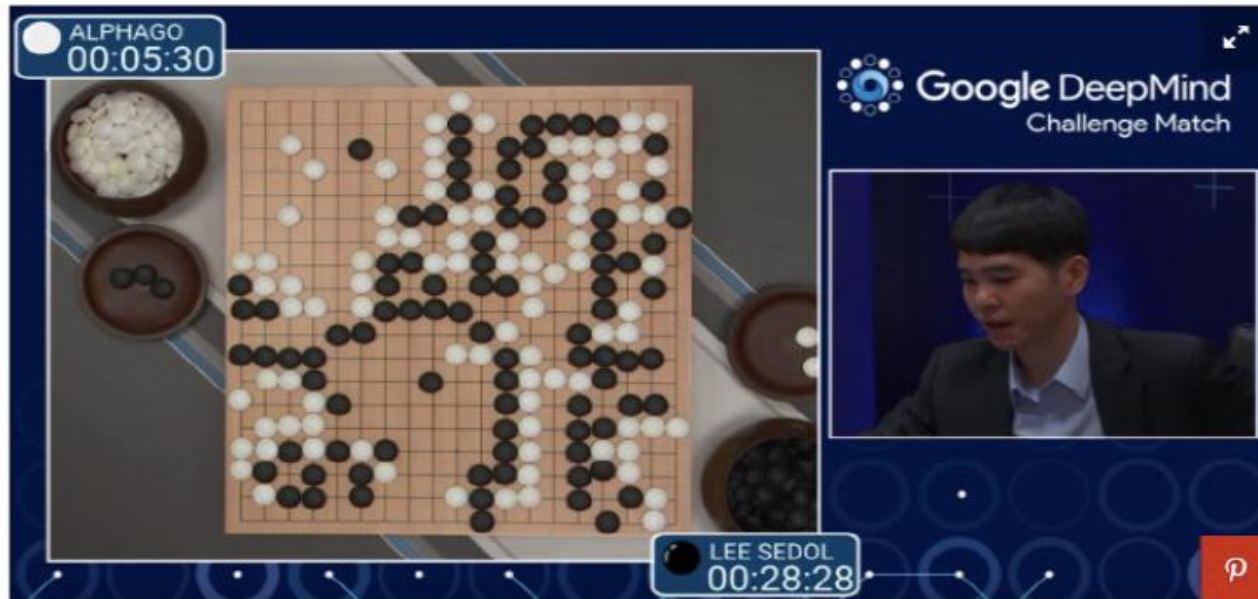 ALPHAGO
00:05:30
Google DeepMind
Challenge Match
LEE SEDOL
00:28:28